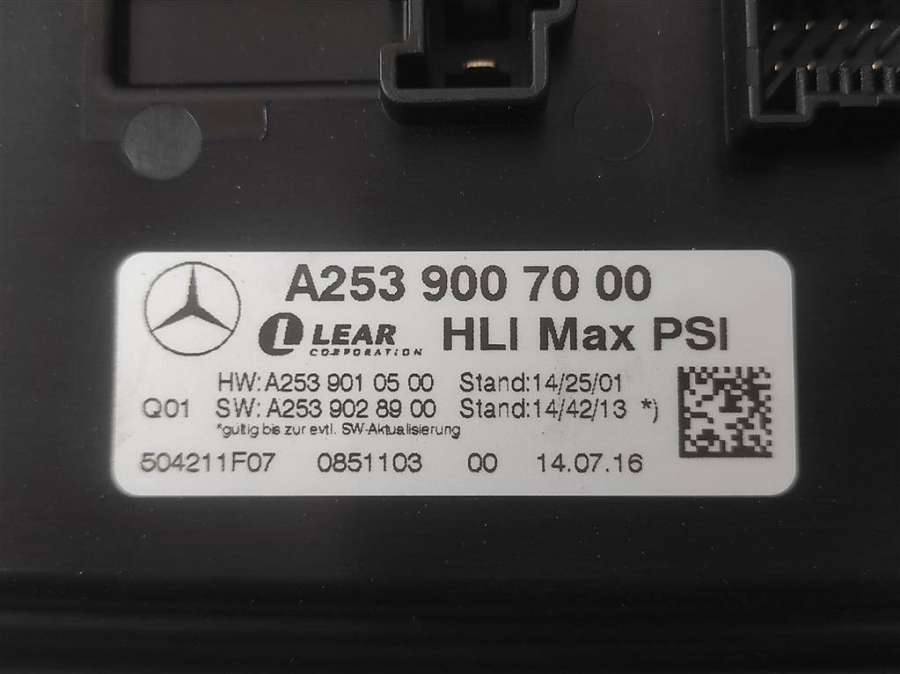 A253 900 70 00
LEAR CORPORATION HLI Max PSI
HW: A253 901 05 00 Stand: 14/25/01
Q01 SW: A253 902 89 00 Stand: 14/42/13 *)
*gültig bis zur evtl. SW-Aktualisierung
504211F07 0851103 00 14.07.16